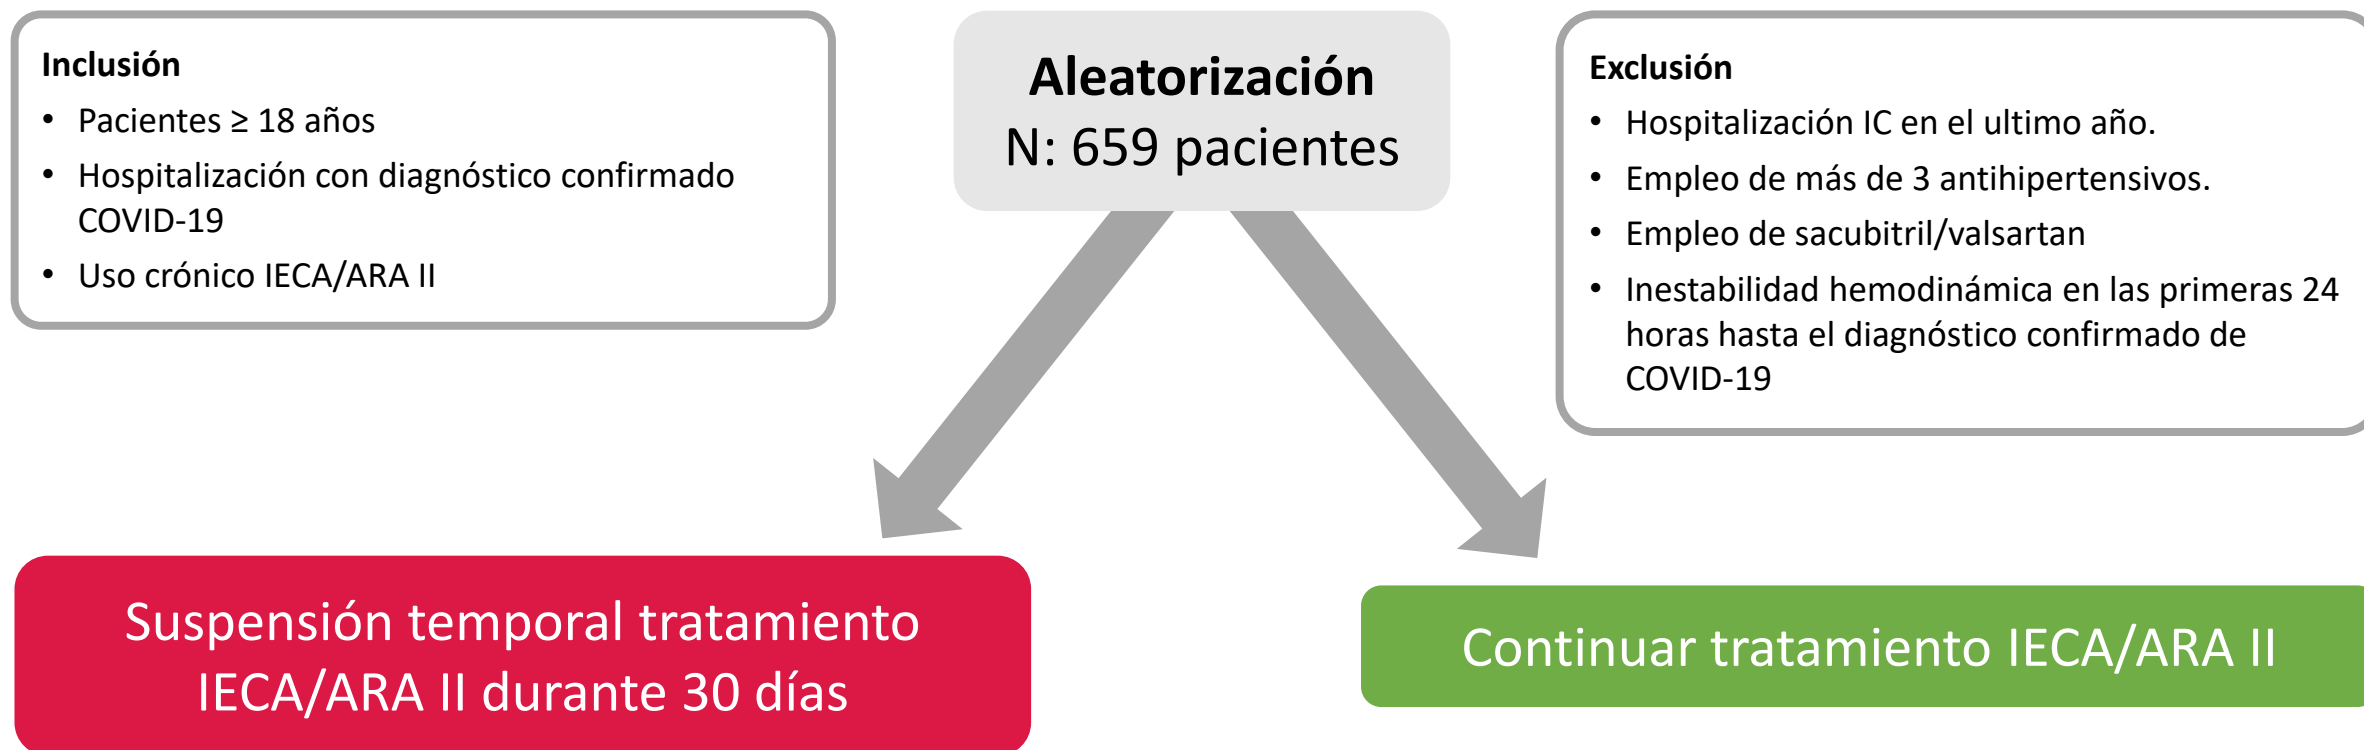 Inclusión
• Pacientes ≥ 18 años
• Hospitalización con diagnóstico confirmado
COVID-19
• Uso crónico IECA/ARA II
Aleatorización
N: 659 pacientes
Exclusión
• Hospitalización IC en el ultimo año.
• Empleo de más de 3 antihipertensivos.
• Empleo de sacubitril/valsartan
• Inestabilidad hemodinámica en las primeras 24
horas hasta el diagnóstico confirmado de
COVID-19
Suspensión temporal tratamiento
IECA/ARA II durante 30 días
Continuar tratamiento IECA/ARA II